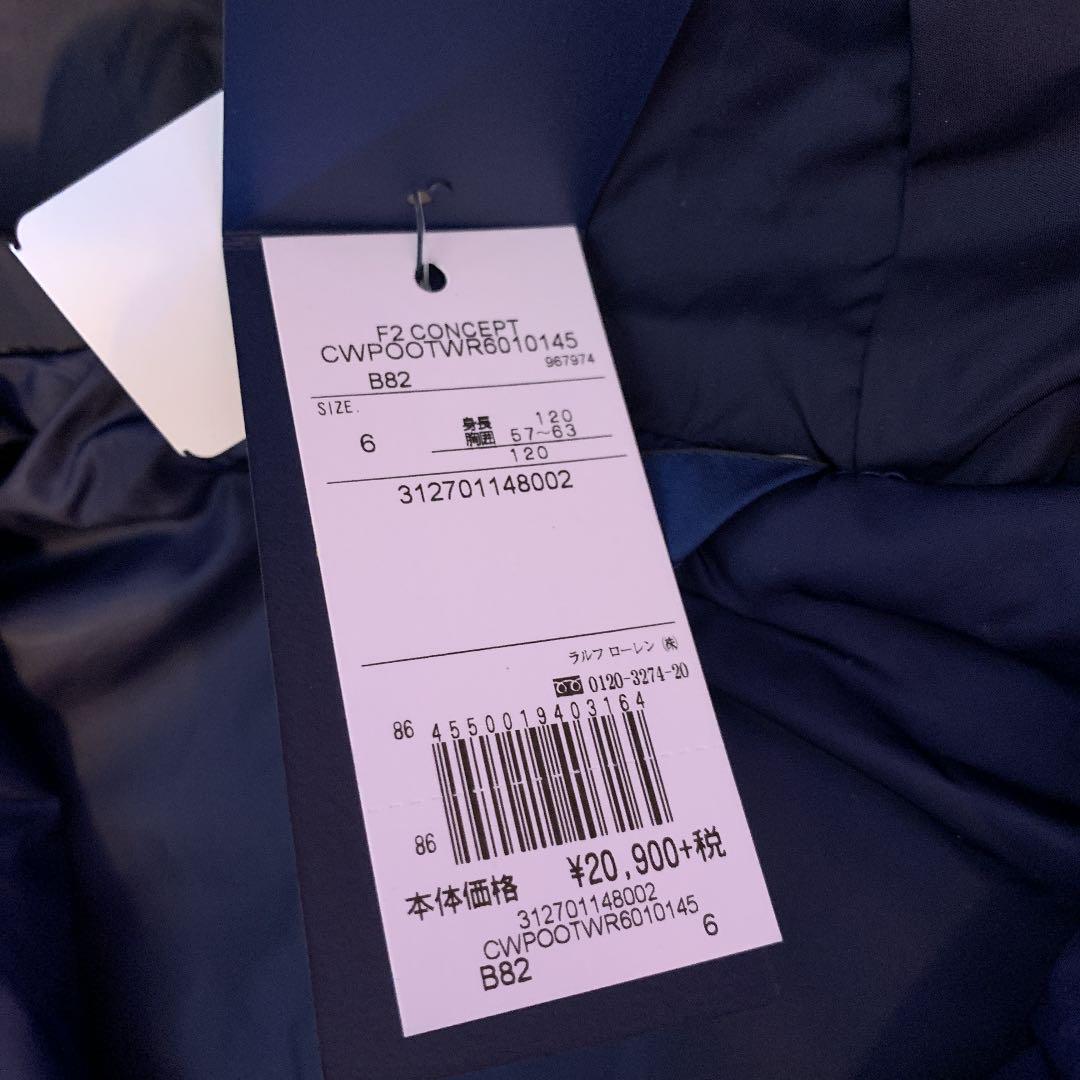 F2 CONCEPT
CWPOOTWR6010145
967974
B82
SIZE.
6
身長 120
胸囲 57~63
120
312701148002
ラルフ ローレン ㈱
0120-3274-20
86
4550019403164
86
本体価格 ¥20,900+税
312701148002
CWPOOTWR6010145
B82
6